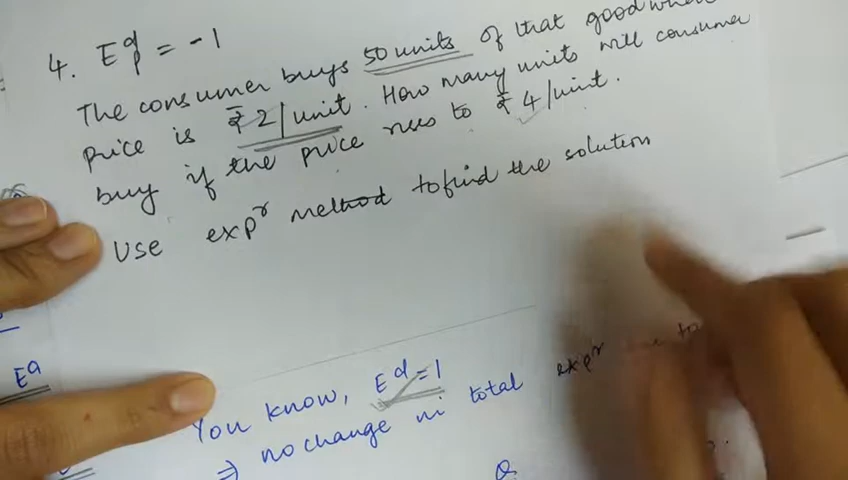 4. Eᵈp = -1
The consumer buys 50 units of that good when
price is ₹2/unit. How many units will consumer
buy if the price rises to ₹4/unit.
Use expʳ method to find the solution
Eᵈ
You know, Eᵈ = 1
⇒ no change in total expʳ
Q